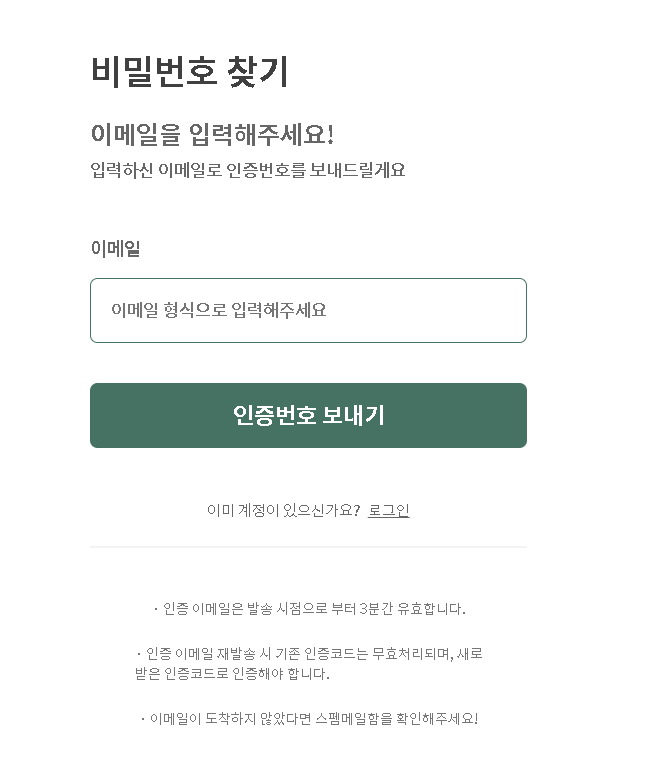 비밀번호 찾기
이메일을 입력해주세요!
입력하신 이메일로 인증번호를 보내드릴게요
이메일
이메일 형식으로 입력해주세요
인증번호 보내기
이미 계정이 있으신가요? 로그인
· 인증 이메일은 발송 시점으로 부터 3분간 유효합니다.
· 인증 이메일 재발송 시 기존 인증코드는 무효처리되며, 새로
받은 인증코드로 인증해야 합니다.
· 이메일이 도착하지 않았다면 스펨메일함을 확인해주세요!